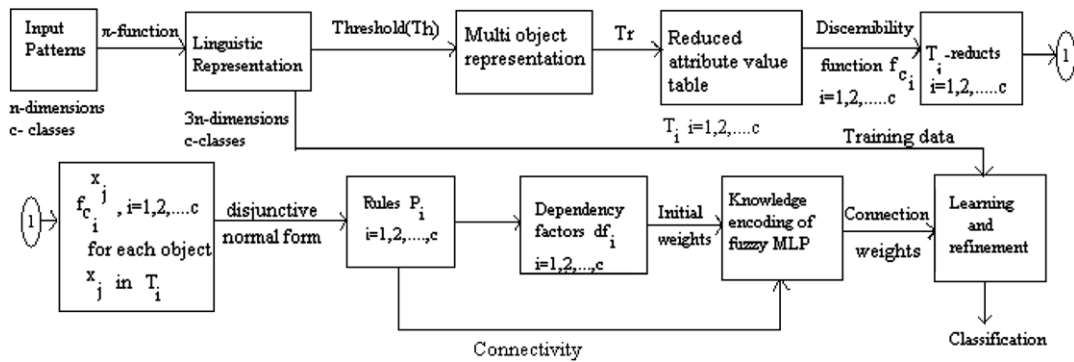 Input
Patterns
n-dimensions
c- classes
π-function
Linguistic
Representation
3n-dimensions
c-classes
Threshold(Th)
Multi object
representation
Tr
Reduced
attribute value
table
T_i i=1,2,....c
Discernibility
function f_c_i
i=1,2,.....c
T_i -reducts
i=1,2,.....c
1
Training data
1
f_c_i^x_j , i=1,2,....c
for each object
x_j in T_i
disjunctive
normal form
Rules P_i
i=1,2,....,c
Dependency
factors df_i
i=1,2,...,c
Initial
weights
Knowledge
encoding of
fuzzy MLP
Connection
weights
Learning
and
refinement
Connectivity
Classification